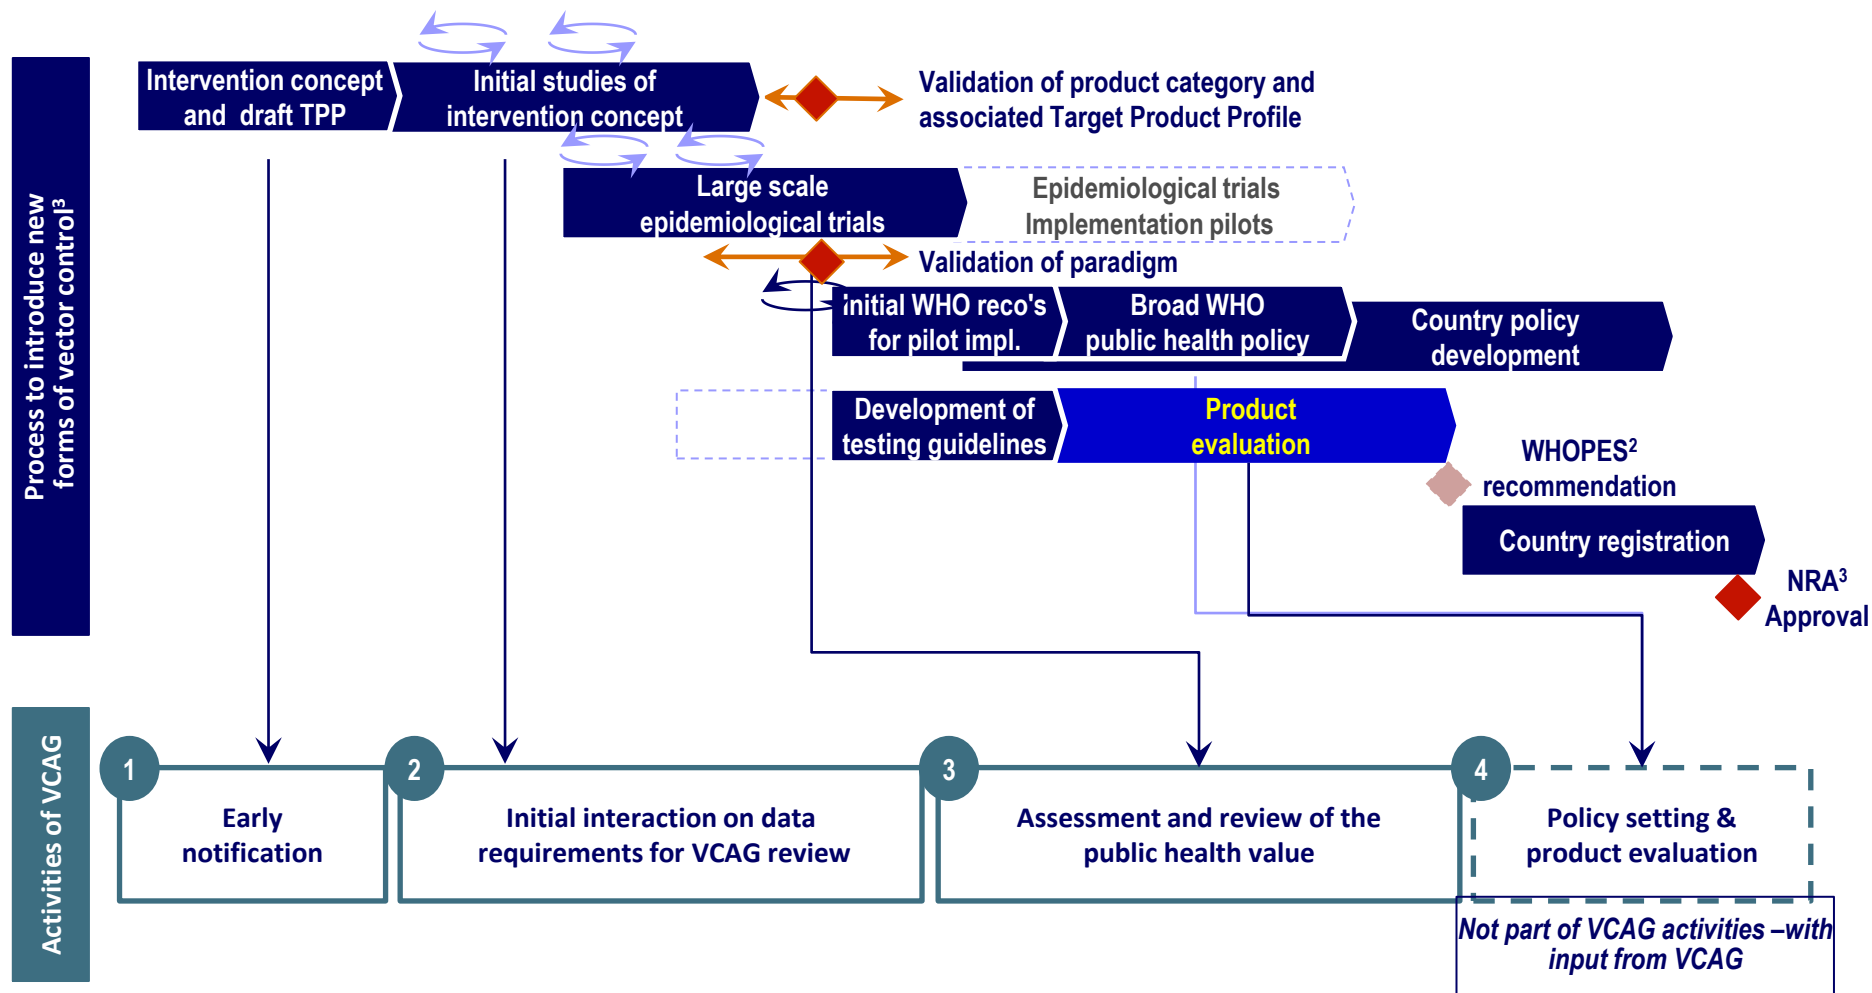 Process to introduce new
forms of vector control³
Intervention concept
and draft TPP
Initial studies of
intervention concept
Validation of product category and
associated Target Product Profile
Large scale
epidemiological trials
Epidemiological trials
Implementation pilots
Validation of paradigm
Initial WHO reco's
for pilot impl.
Broad WHO
public health policy
Country policy
development
Development of
testing guidelines
Product
evaluation
WHOPES²
recommendation
Country registration
NRA³
Approval
Activities of VCAG
1
Early
notification
2
Initial interaction on data
requirements for VCAG review
3
Assessment and review of the
public health value
4
Policy setting &
product evaluation
Not part of VCAG activities –with
input from VCAG